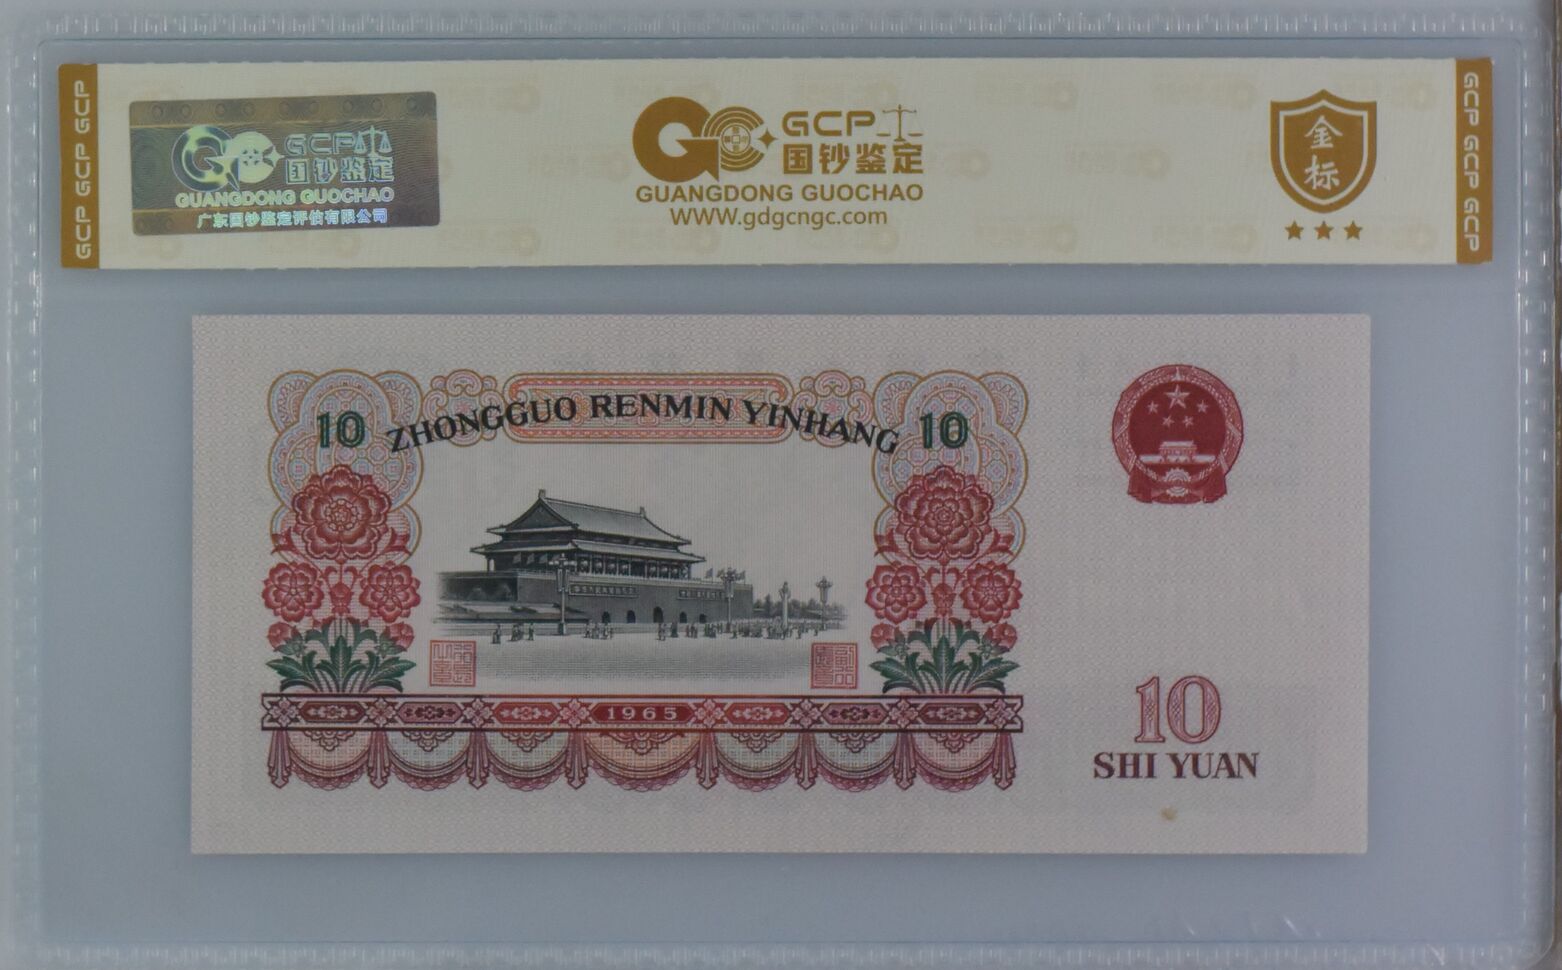 GCP GCP GCP
GCP
国钞鉴定
GUANGDONG GUOCHAO
广东国钞鉴定评估有限公司
GCP
国钞鉴定
GUANGDONG GUOCHAO
WWW.gdgcngc.com
金
标
GCP GCP GCP
10 ZHONGGUO RENMIN YINHANG 10
1965
10
SHI YUAN